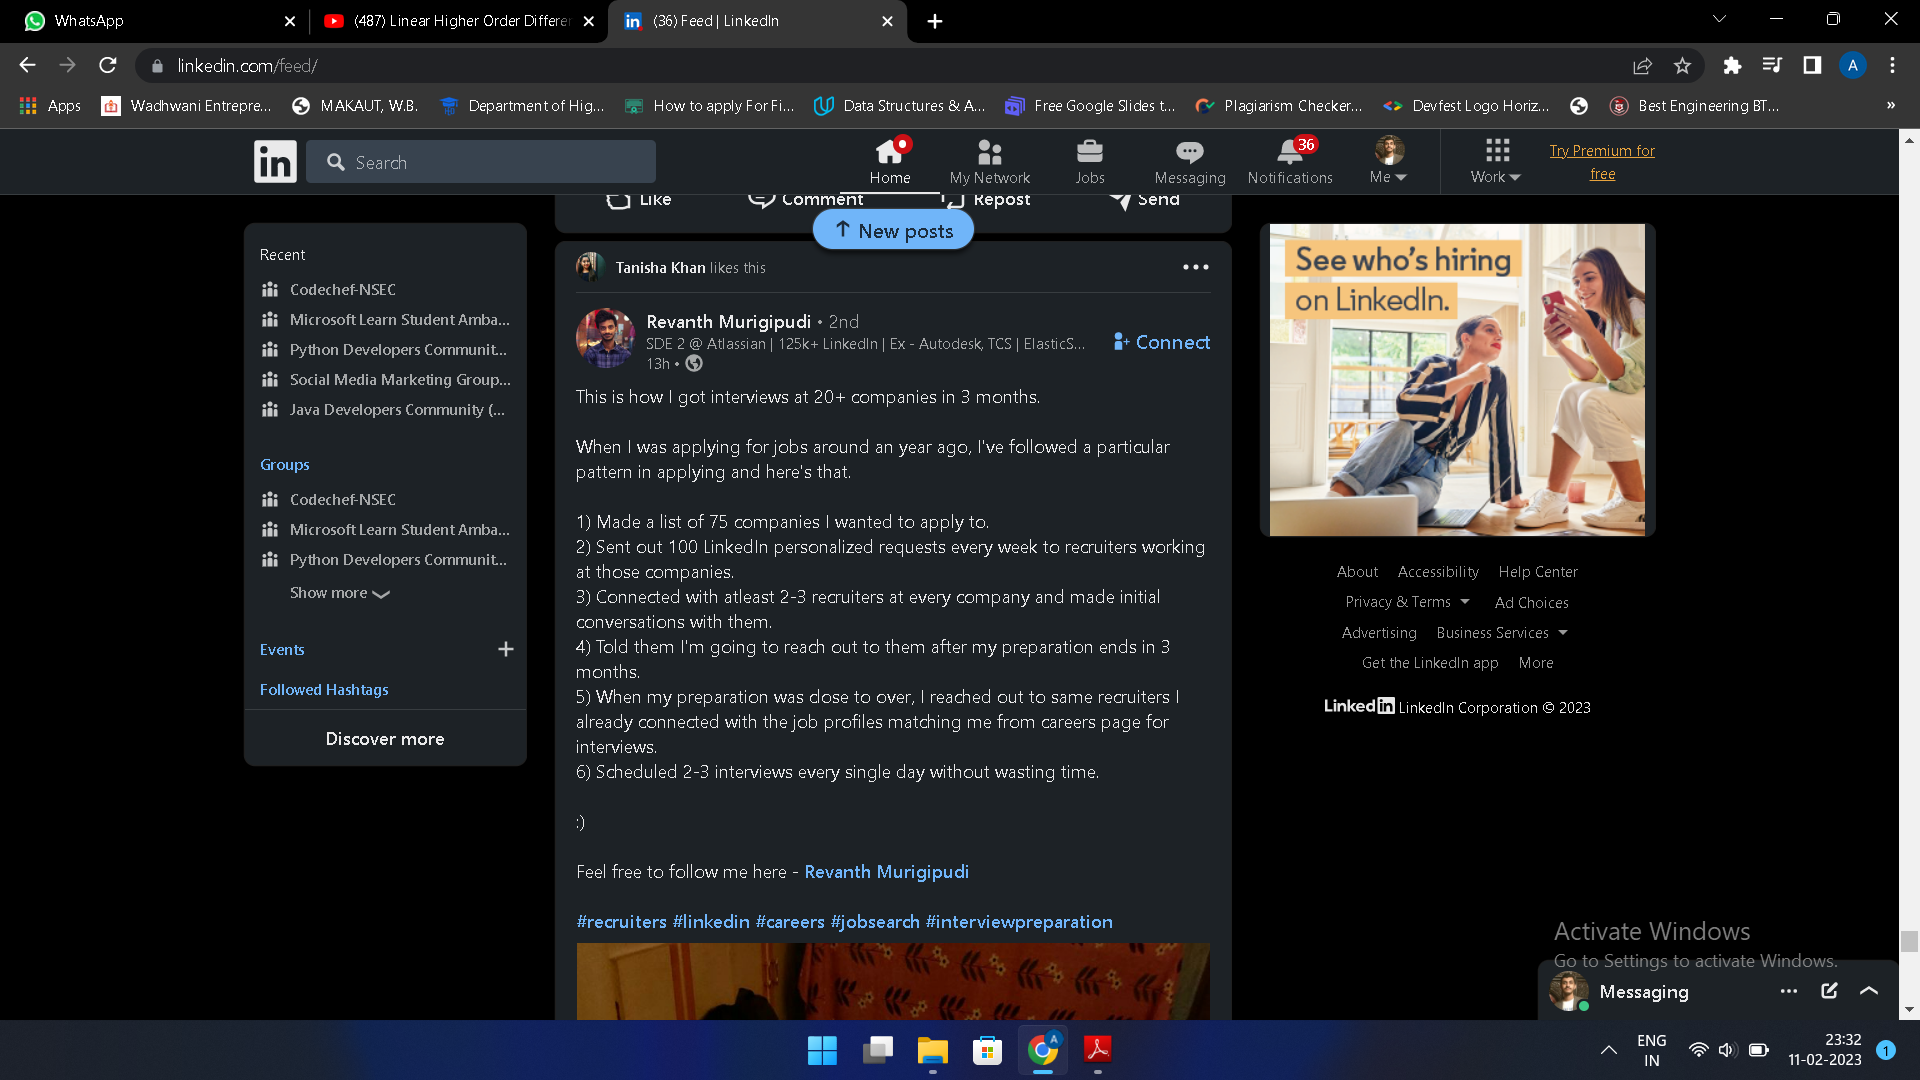 WhatsApp
(487) Linear Higher Order Differe
(36) Feed | LinkedIn
linkedin.com/feed/
A
Apps
Wadhwani Entrepre...
MAKAUT, W.B.
Department of Hig...
How to apply For Fi...
Data Structures & A...
Free Google Slides t...
Plagiarism Checker...
Devfest Logo Horiz...
Best Engineering BT...
»
in
Search
Home
My Network
Jobs
Messaging
36
Notifications
Me
Work
Try Premium for
free
Like
Comment
Repost
Send
New posts
Recent
Codechef-NSEC
Microsoft Learn Student Amba...
Python Developers Communit...
Social Media Marketing Group...
Java Developers Community (...
Groups
Codechef-NSEC
Microsoft Learn Student Amba...
Python Developers Communit...
Show more
Events
Followed Hashtags
Discover more
Tanisha Khan likes this
Revanth Murigipudi • 2nd
SDE 2 @ Atlassian | 125k+ LinkedIn | Ex - Autodesk, TCS | ElasticS...
13h •
Connect
This is how I got interviews at 20+ companies in 3 months.
When I was applying for jobs around an year ago, I've followed a particular
pattern in applying and here's that.
1) Made a list of 75 companies I wanted to apply to.
2) Sent out 100 LinkedIn personalized requests every week to recruiters working
at those companies.
3) Connected with atleast 2-3 recruiters at every company and made initial
conversations with them.
4) Told them I'm going to reach out to them after my preparation ends in 3
months.
5) When my preparation was close to over, I reached out to same recruiters I
already connected with the job profiles matching me from careers page for
interviews.
6) Scheduled 2-3 interviews every single day without wasting time.
:)
Feel free to follow me here - Revanth Murigipudi
#recruiters #linkedin #careers #jobsearch #interviewpreparation
See who's hiring
on LinkedIn.
About Accessibility Help Center
Privacy & Terms Ad Choices
Advertising Business Services
Get the LinkedIn app More
LinkedIn LinkedIn Corporation © 2023
Activate Windows
Go to Settings to activate Windows.
Messaging
A
ENG
IN
23:32
11-02-2023
1